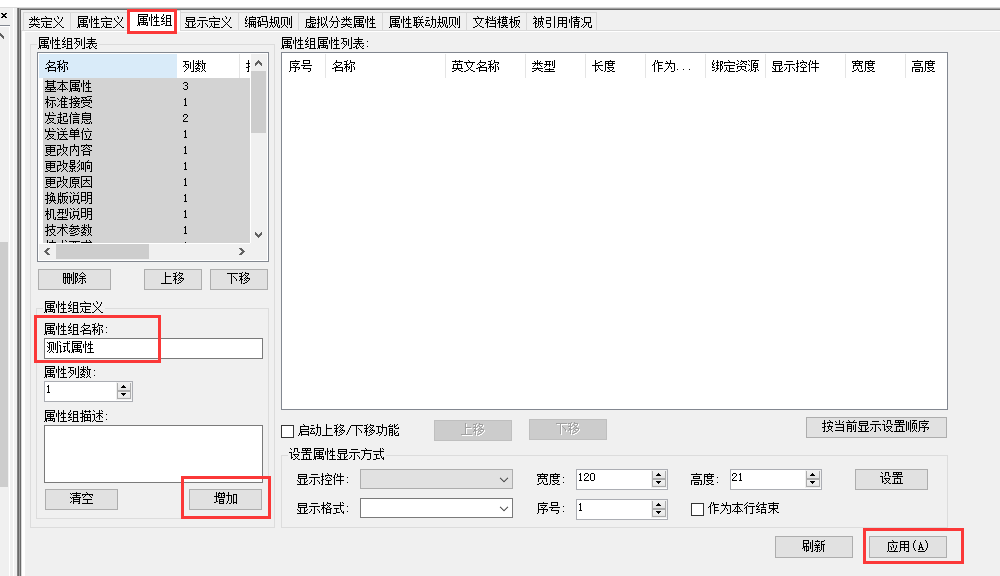 类定义 属性定义 属性组 显示定义 编码规则 虚拟分类属性 属性联动规则 文档模板 被引用情况
属性组列表
名称 列数
基本属性 3
标准接受 1
发起信息 2
发送单位 1
更改内容 1
更改影响 1
更改原因 1
换版说明 1
机型说明 1
技术参数 1
删除 上移 下移
属性组定义
属性组名称:
测试属性
属性列数:
1
属性组描述:
清空 增加
属性组属性列表:
序号 名称 英文名称 类型 长度 作为... 绑定资源 显示控件 宽度 高度
启动上移/下移功能 上移 下移 按当前显示设置顺序
设置属性显示方式
显示控件: 宽度: 120 高度: 21 设置
显示格式: 序号: 1 作为本行结束
刷新 应用(A)